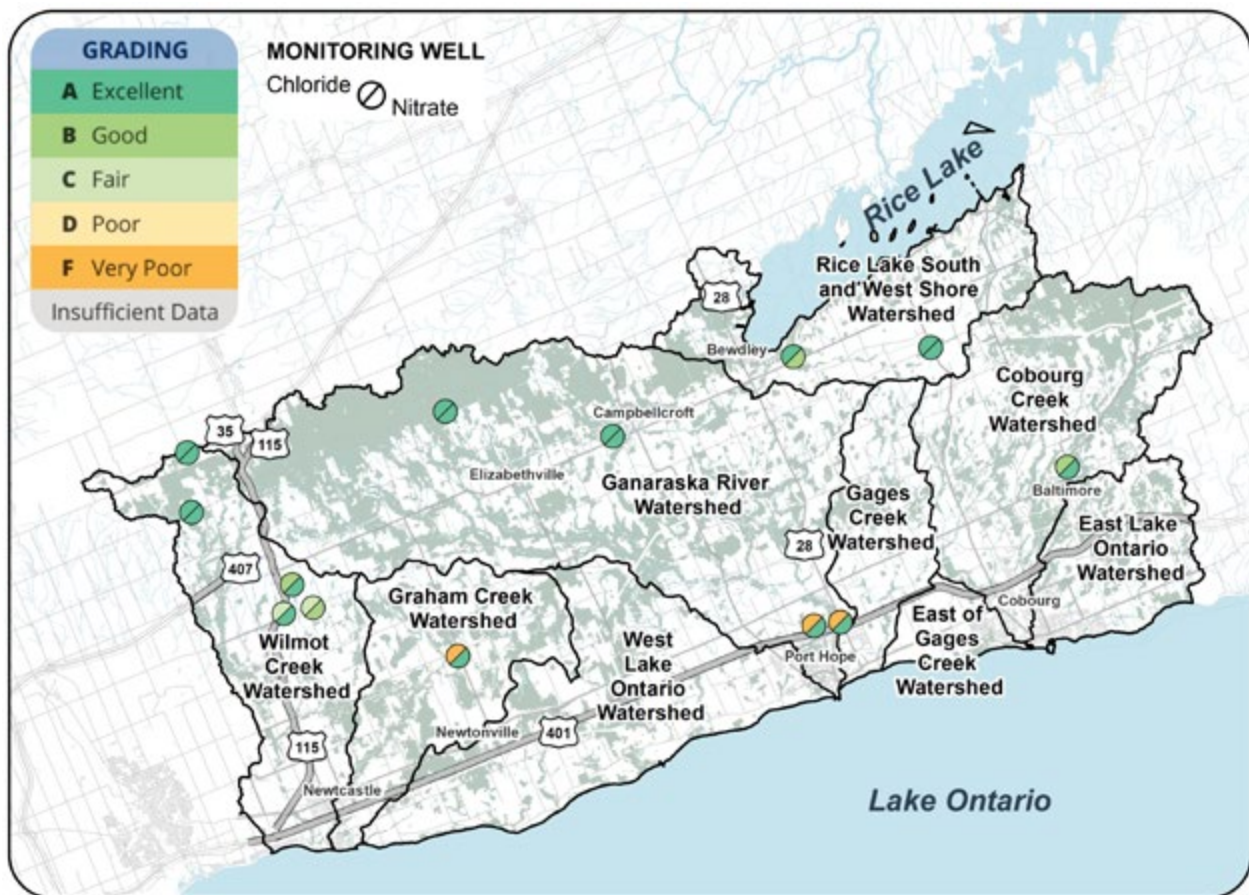 GRADING
A Excellent
B Good
C Fair
D Poor
F Very Poor
Insufficient Data
MONITORING WELL
Chloride
Nitrate
Rice Lake
Rice Lake South
and West Shore
Watershed
28
Bewdley
Cobourg
Creek
Watershed
35
115
Campbellcroft
Elizabethville
Ganaraska River
Watershed
Gages
Creek
Watershed
Baltimore
East Lake
Ontario
Watershed
28
407
Graham Creek
Watershed
Wilmot
Creek
Watershed
West
Lake
Ontario
Watershed
Port Hope
Cobourg
East of
Gages
Creek
Watershed
Newtonville
401
115
Newtcastle
Lake Ontario